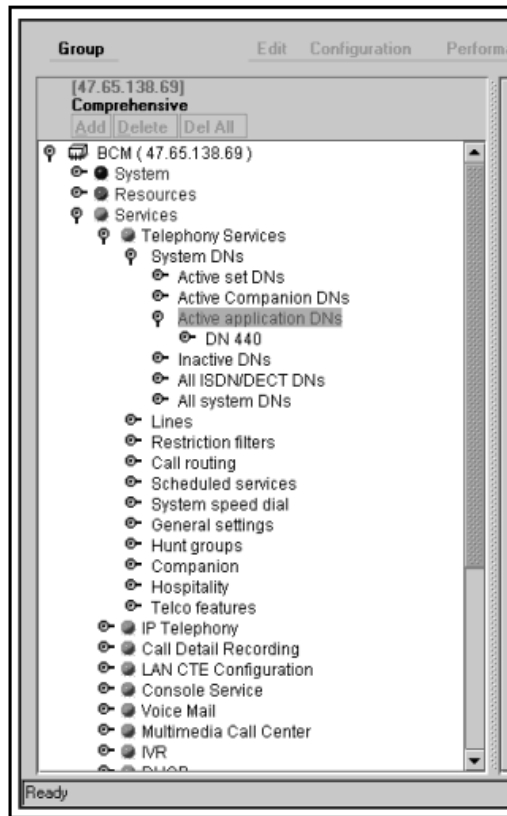 Group Edit Configuration Performa
[47.65.138.69]
Comprehensive
Add Delete Del All
BCM ( 47.65.138.69 )
System
Resources
Services
Telephony Services
System DNs
Active set DNs
Active Companion DNs
Active application DNs
DN 440
Inactive DNs
All ISDN/DECT DNs
All system DNs
Lines
Restriction filters
Call routing
Scheduled services
System speed dial
General settings
Hunt groups
Companion
Hospitality
Telco features
IP Telephony
Call Detail Recording
LAN CTE Configuration
Console Service
Voice Mail
Multimedia Call Center
IVR
Ready